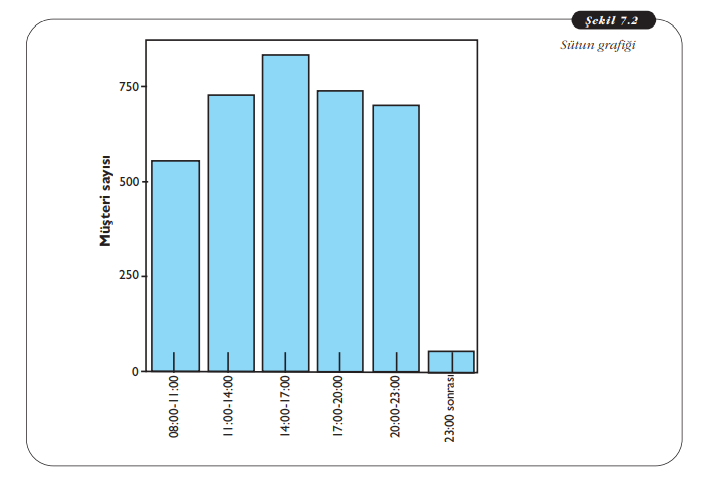 Şekil 7.2
Sütun grafiği
Müşteri sayısı
750
500
250
0
08:00-11:00
11:00-14:00
14:00-17:00
17:00-20:00
20:00-23:00
23:00 sonrası